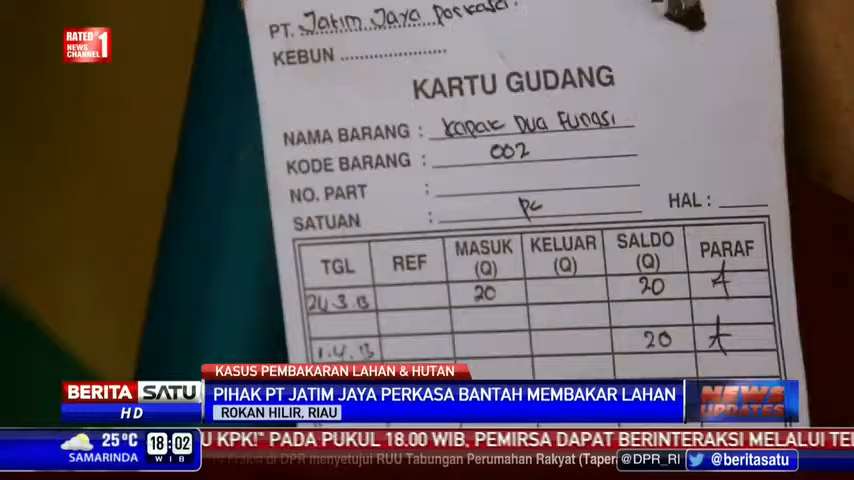 RATED #1
NEWS
CHANNEL
PT. Jatim Jaya Perkasa.
KEBUN ....................
KARTU GUDANG
NAMA BARANG : Kapak Dua Fungsi
KODE BARANG : 002
NO. PART :
SATUAN : pc
HAL :
TGL REF MASUK (Q) KELUAR (Q) SALDO (Q) PARAF
24.3.13 20 20
1.4.13 20
KASUS PEMBAKARAN LAHAN & HUTAN
BERITA SATU HD
PIHAK PT JATIM JAYA PERKASA BANTAH MEMBAKAR LAHAN
ROKAN HILIR, RIAU
NEWS UPDATES
25°C
SAMARINDA
18:02
WIB
U KPK!" PADA PUKUL 18.00 WIB, PEMIRSA DAPAT BERINTERAKSI MELALUI
di DPR menyetujui RUU Tabungan Perumahan Rakyat (Taper
@DPR_RI
@beritasatu